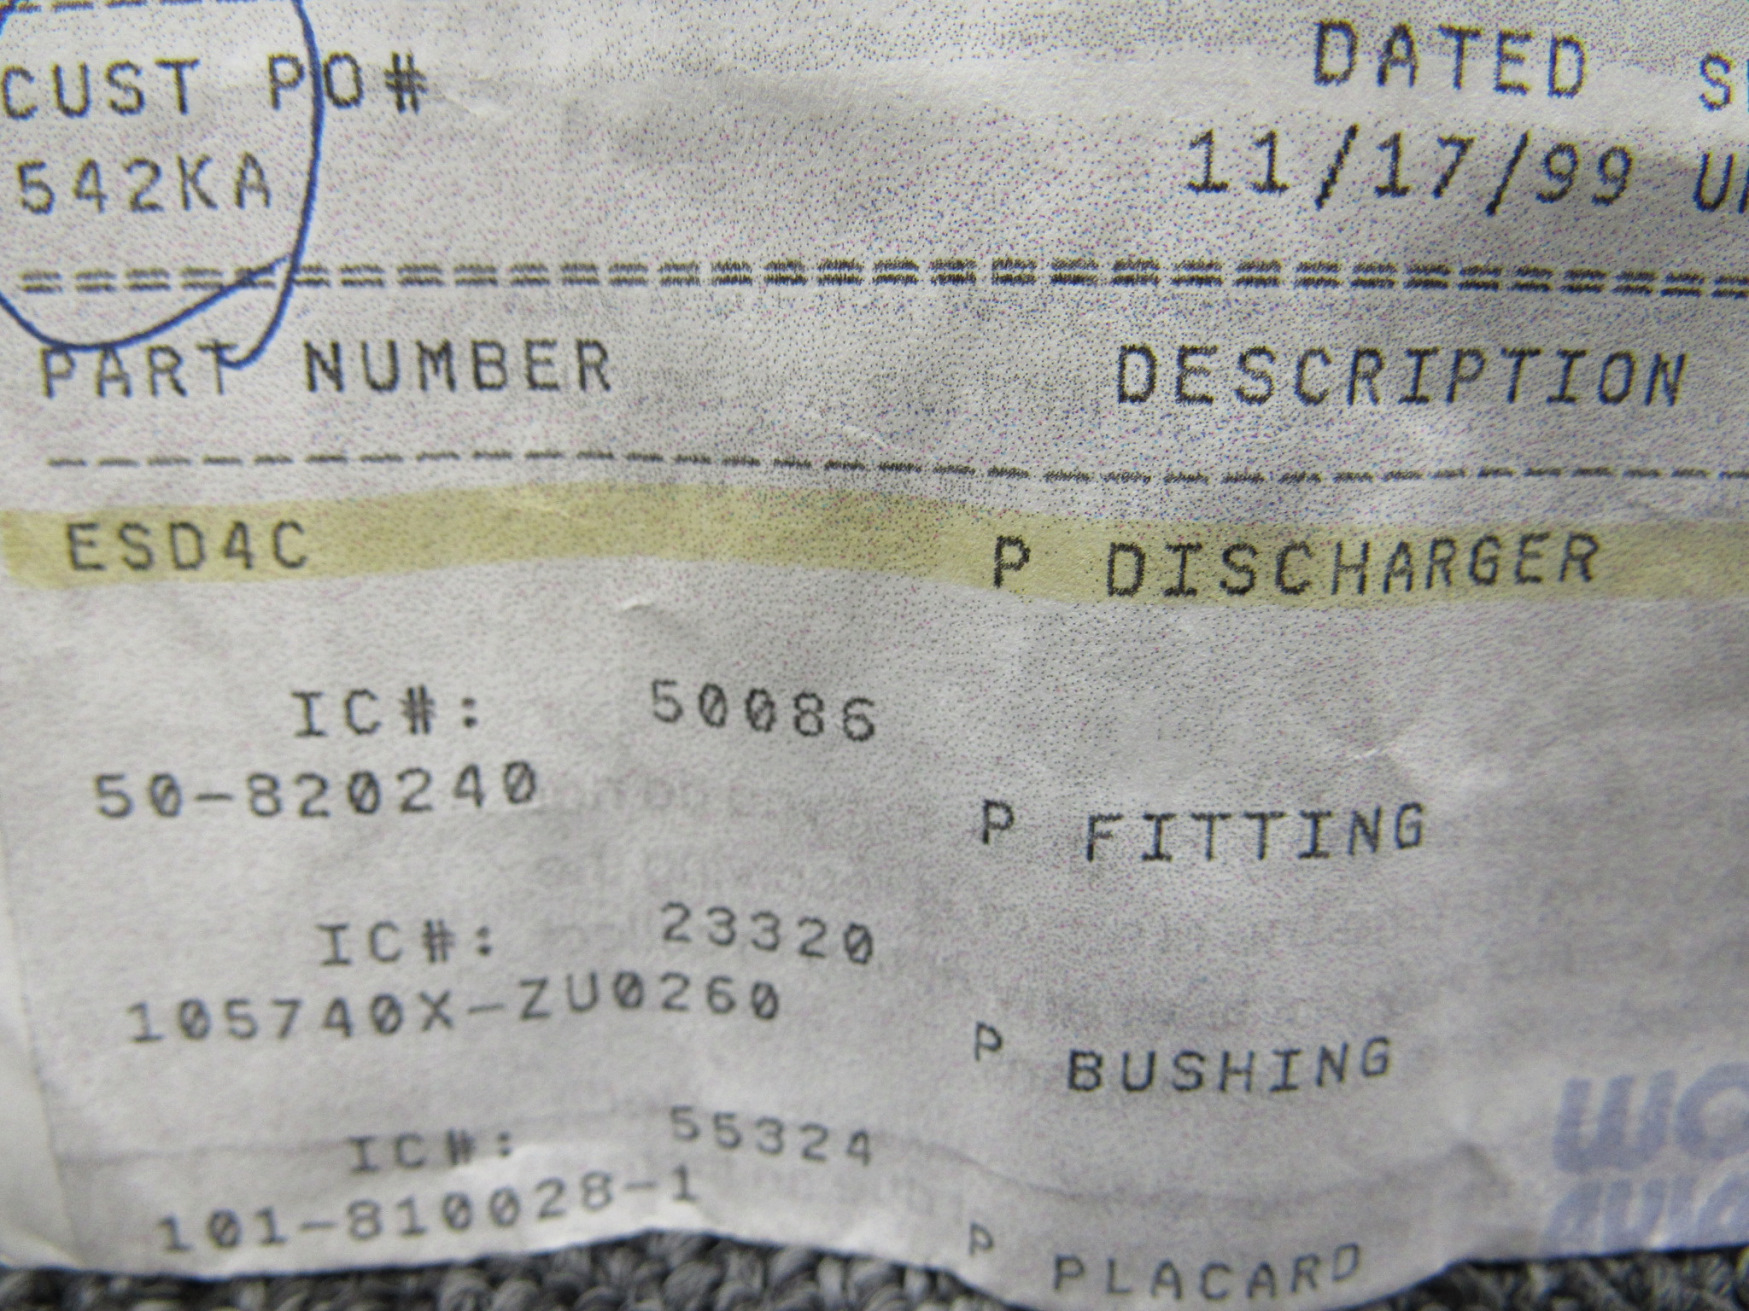 CUST PO# DATED
542KA 11/17/99
PART NUMBER DESCRIPTION
ESD4C P DISCHARGER
IC#: 50086
50-820240 P FITTING
IC#: 23320
105740X-ZU0260 P BUSHING
IC#: 55324
101-810028-1 P PLACARD